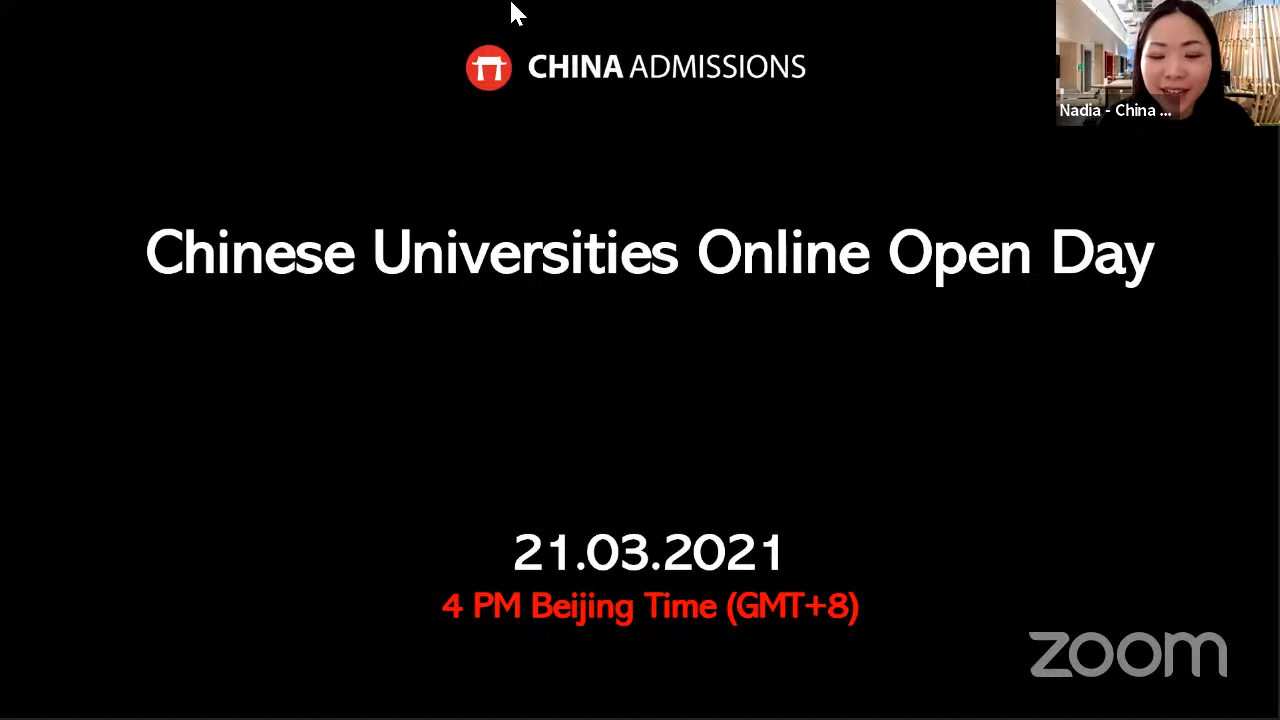 CHINA ADMISSIONS
Nadia - China ...
Chinese Universities Online Open Day
21.03.2021
4 PM Beijing Time (GMT+8)
zoom